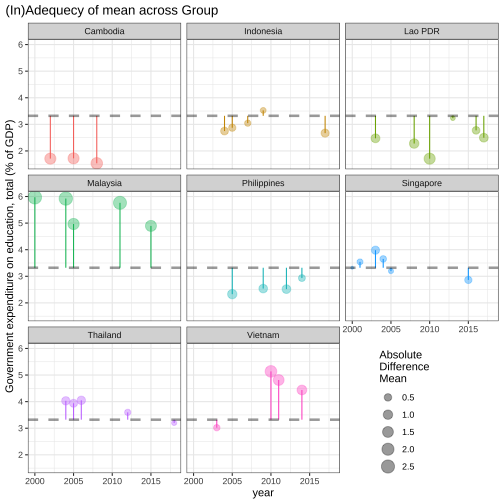 (In)Adequecy of mean across Group
Government expenditure on education, total (% of GDP)
Cambodia
Indonesia
Lao PDR
6
5
4
3
2
Malaysia
Philippines
Singapore
6
5
4
3
2
2000 2005 2010 2015
Thailand
Vietnam
6
5
4
3
2
2000 2005 2010 2015
2000 2005 2010 2015
year
Absolute
Difference
Mean
0.5
1.0
1.5
2.0
2.5